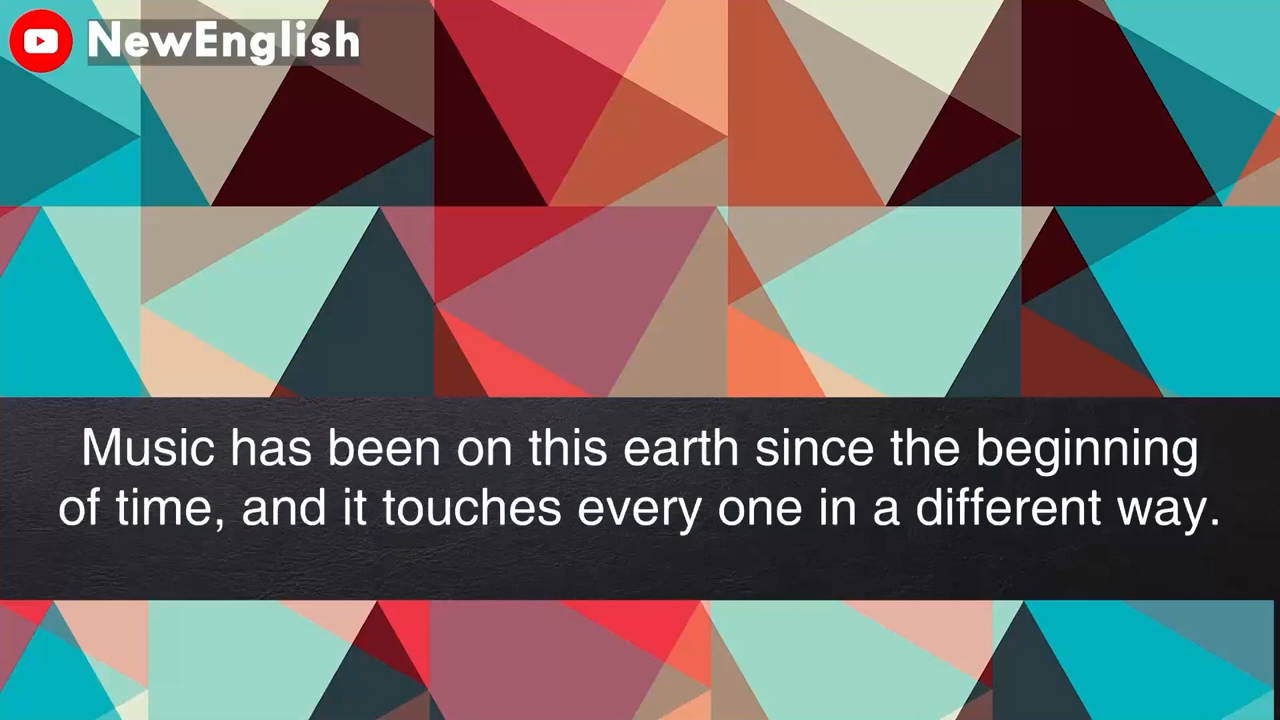 NewEnglish
Music has been on this earth since the beginning
of time, and it touches every one in a different way.